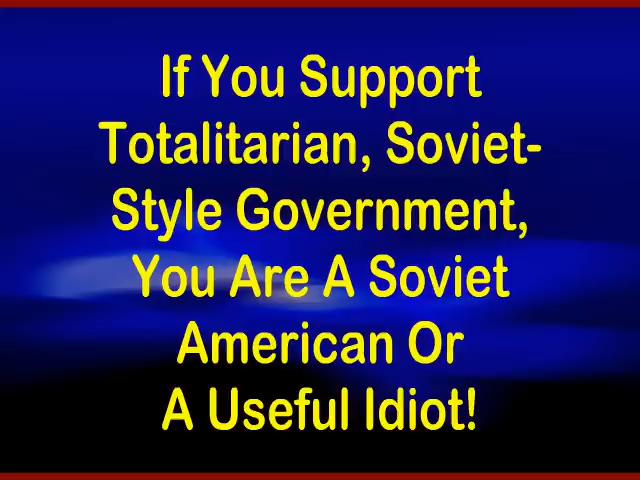 If You Support
Totalitarian, Soviet-
Style Government,
You Are A Soviet
American Or
A Useful Idiot!